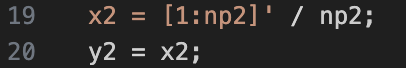 19 x2 = [1:np2]' / np2;
20 y2 = x2;